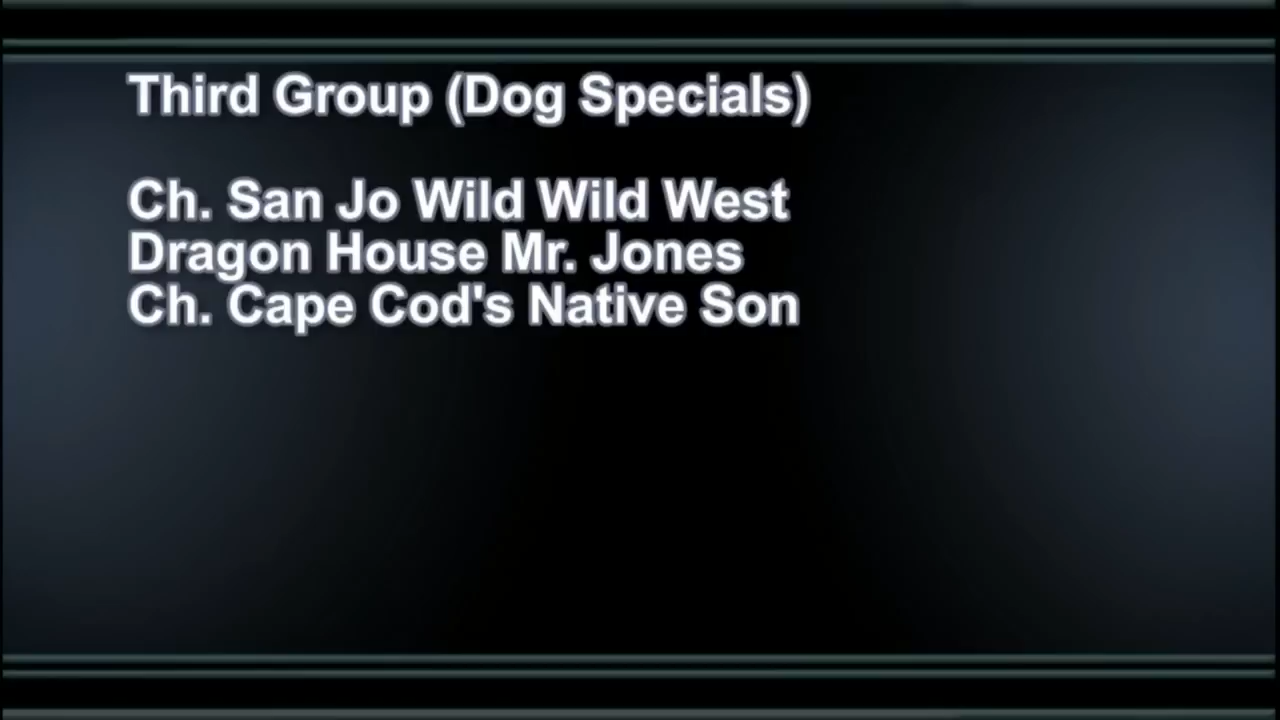 Third Group (Dog Specials)
Ch. San Jo Wild Wild West
Dragon House Mr. Jones
Ch. Cape Cod's Native Son